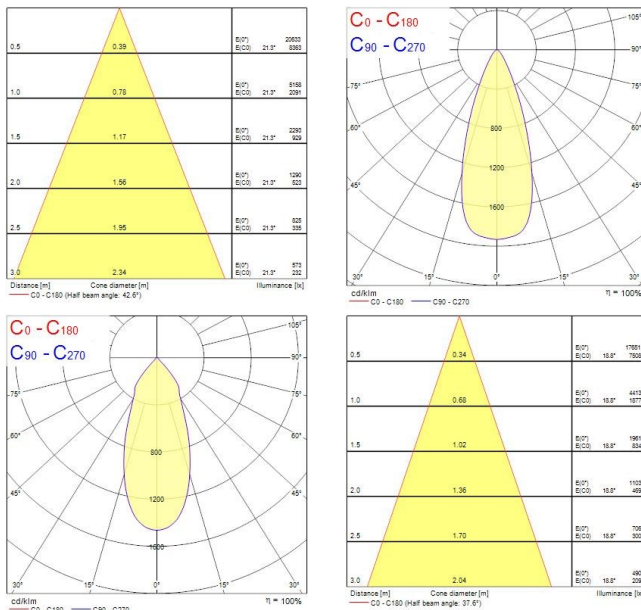 0.5 0.39 E(0°) 20633
E(C0) 21.3° 8363
1.0 0.78 E(0°) 5158
E(C0) 21.3° 2091
1.5 1.17 E(0°) 2293
E(C0) 21.3° 929
2.0 1.56 E(0°) 1290
E(C0) 21.3° 523
2.5 1.95 E(0°) 825
E(C0) 21.3° 335
3.0 2.34 E(0°) 573
E(C0) 21.3° 232
Distance [m] Cone diameter [m] Illuminance [lx]
C0 - C180 (Half beam angle: 42.6°)
C0 - C180
C90 - C270
105°
90°
75° 75°
60° 60°
45° 45°
800
1200
1600
30° 15° 0° 15° 30°
cd/klm η = 100%
C0 - C180 C90 - C270
C0 - C180
C90 - C270
105°
90°
75° 75°
60° 60°
45° 45°
800
1200
1600
30° 15° 0° 15° 30°
cd/klm η = 100%
C0 - C180 C90 - C270
0.5 0.34 E(0°) 17651
E(C0) 18.8° 7508
1.0 0.68 E(0°) 4413
E(C0) 18.8° 1877
1.5 1.02 E(0°) 1961
E(C0) 18.8° 834
2.0 1.36 E(0°) 1103
E(C0) 18.8° 469
2.5 1.70 E(0°) 706
E(C0) 18.8° 300
3.0 2.04 E(0°) 490
E(C0) 18.8° 209
Distance [m] Cone diameter [m] Illuminance [lx]
C0 - C180 (Half beam angle: 37.6°)